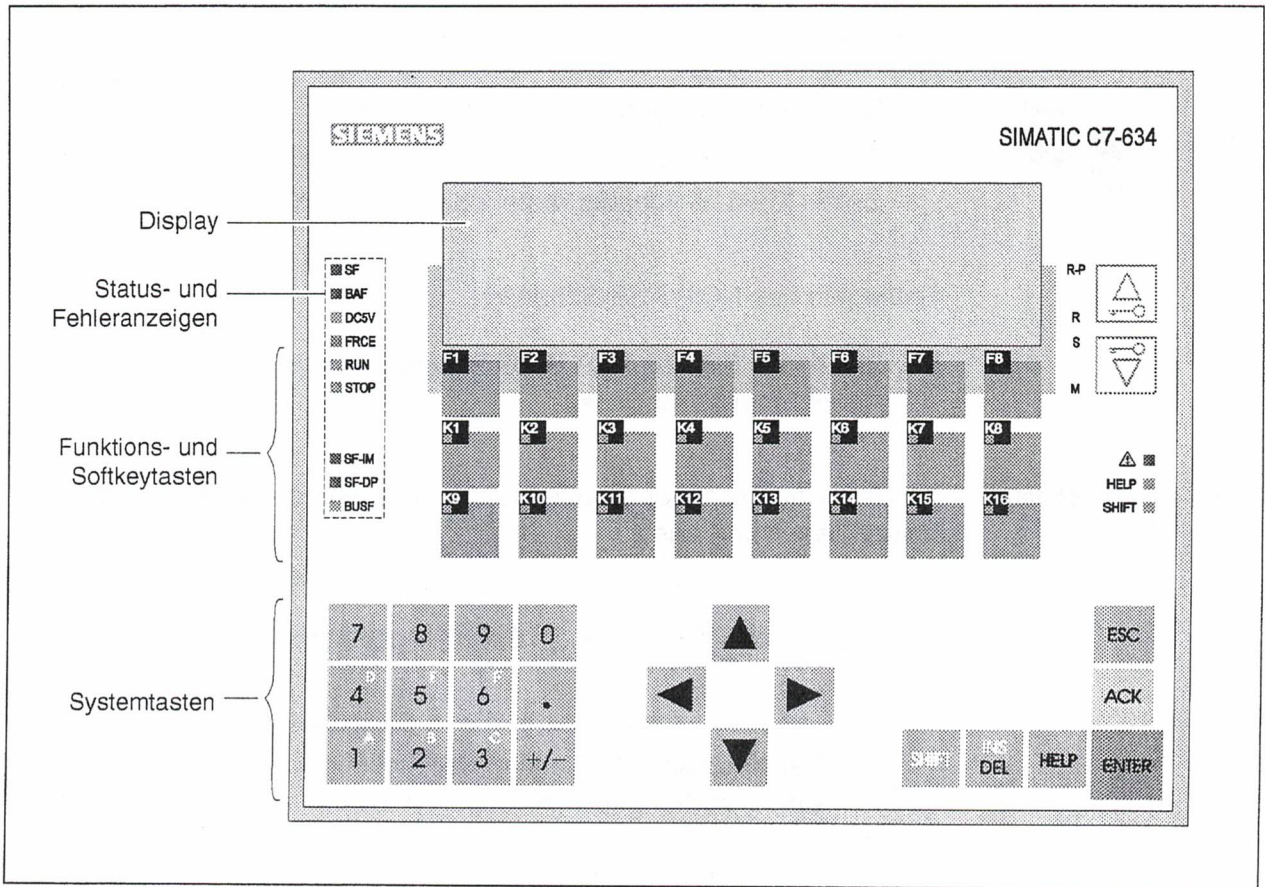 SIEMENS
SIMATIC C7-634
Display
Status- und
Fehleranzeigen
SF
BAF
DC5V
FRCE
RUN
STOP
SF-IM
SF-DP
BUSF
R-P
R
S
M
Funktions- und
Softkeytasten
F1 F2 F3 F4 F5 F6 F7 F8
K1 K2 K3 K4 K5 K6 K7 K8
K9 K10 K11 K12 K13 K14 K15 K16
HELP
SHIFT
Systemtasten
7 8 9 0
4 D 5 6 F .
1 A 2 B 3 C +/-
ESC
ACK
SHIFT
INS
DEL
HELP
ENTER